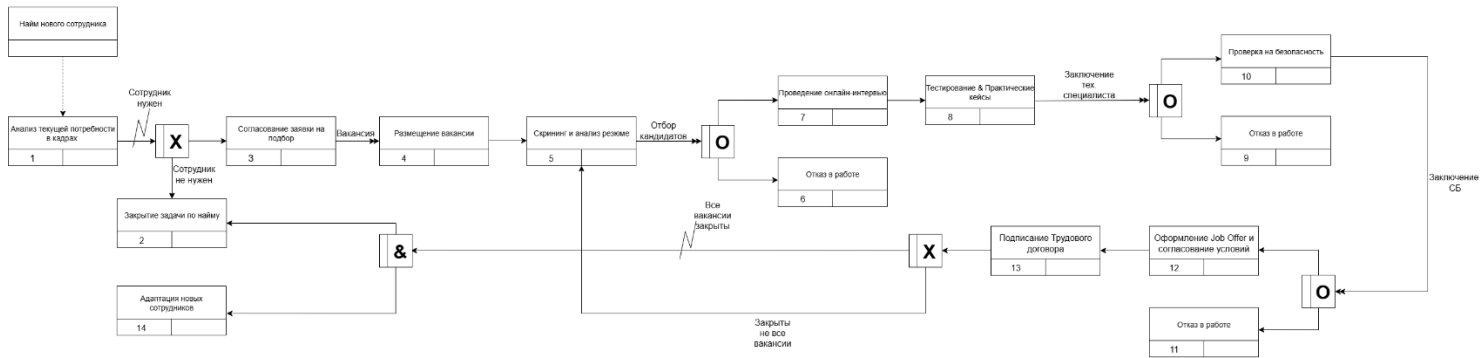 Найм нового сотрудника
Анализ текущей потребности
в кадрах
1
Сотрудник
нужен
X
Сотрудник
не нужен
Закрытие задачи по найму
2
Согласование заявки на
подбор
3
Вакансия
Размещение вакансии
4
Скрининг и анализ резюме
5
Отбор
кандидатов
O
Проведение онлайн-интервью
7
Отказ в работе
6
Тестирование & Практические
кейсы
8
Заключение
тех.
специалиста
O
Проверка на безопасность
10
Отказ в работе
9
Заключение
СБ
O
Оформление Job Offer и
согласование условий
12
Отказ в работе
11
Подписание Трудового
договора
13
X
Все
вакансии
закрыты
Закрыты
не все
вакансии
&
Адаптация новых
сотрудников
14